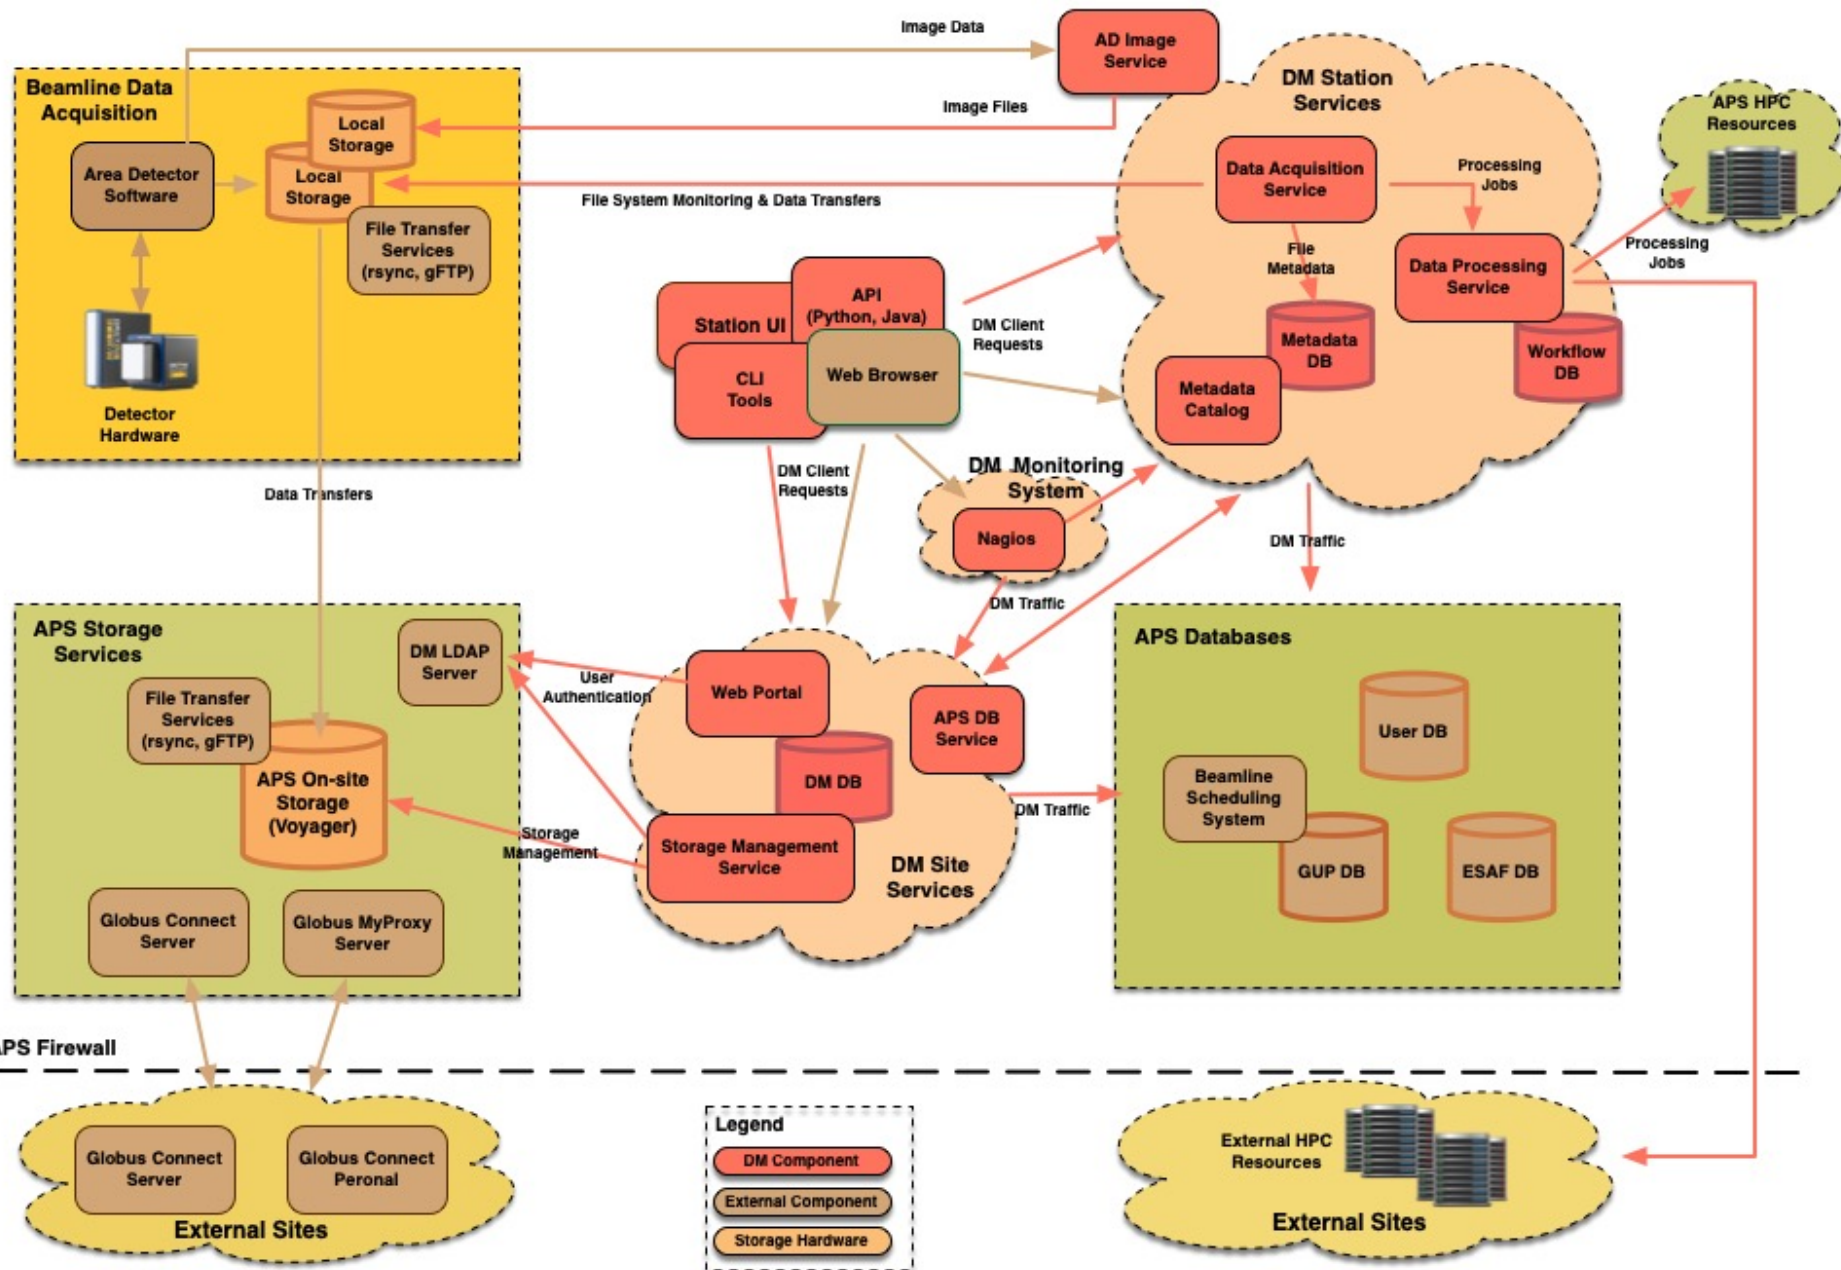 Image Data
AD Image
Service
Beamline Data
Acquisition
Image Files
Local
Storage
Local
Storage
Area Detector
Software
File Transfer
Services
(rsync, gFTP)
Detector
Hardware
File System Monitoring & Data Transfers
DM Station
Services
Data Acquisition
Service
Processing
Jobs
File
Metadata
Data Processing
Service
Metadata
DB
Workflow
DB
Metadata
Catalog
APS HPC
Resources
Processing
Jobs
Station UI
API
(Python, Java)
CLI
Tools
Web Browser
DM Client
Requests
DM Client
Requests
DM Monitoring
System
Nagios
DM Traffic
DM Traffic
Data Transfers
APS Storage
Services
DM LDAP
Server
File Transfer
Services
(rsync, gFTP)
APS On-site
Storage
(Voyager)
Globus Connect
Server
Globus MyProxy
Server
User
Authentication
Storage
Management
Web Portal
APS DB
Service
DM DB
Storage Management
Service
DM Site
Services
DM Traffic
APS Databases
User DB
Beamline
Scheduling
System
GUP DB
ESAF DB
APS Firewall
Globus Connect
Server
Globus Connect
Peronal
External Sites
Legend
DM Component
External Component
Storage Hardware
External HPC
Resources
External Sites